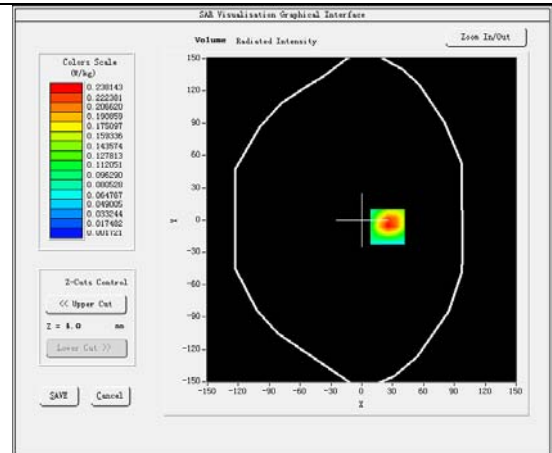 SAR Visualisation Graphical Interface
Volume Radiated Intensity
Zoom In/Out
Colors Scale
(W/kg)
0.238143
0.222381
0.206620
0.190859
0.175097
0.159336
0.143574
0.127813
0.112051
0.096290
0.080528
0.064767
0.049005
0.033244
0.017482
0.001721
150
120
90
60
30
0
-30
-60
-90
-120
-150
Y
-150 -120 -90 -60 -30 0 30 60 90 120 150
X
Z-Cuts Control
<< Upper Cut
Z = 4.0 mm
Lower Cut >>
SAVE Cancel